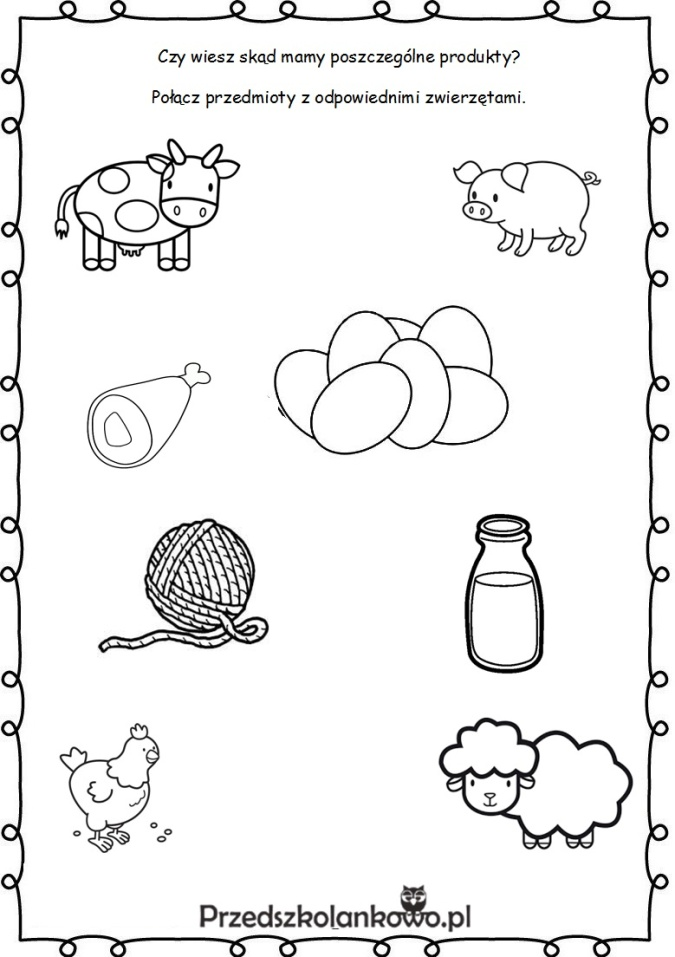 Czy wiesz skąd mamy poszczególne produkty?
Połącz przedmioty z odpowiednimi zwierzętami.
Przedszkolankowo.pl